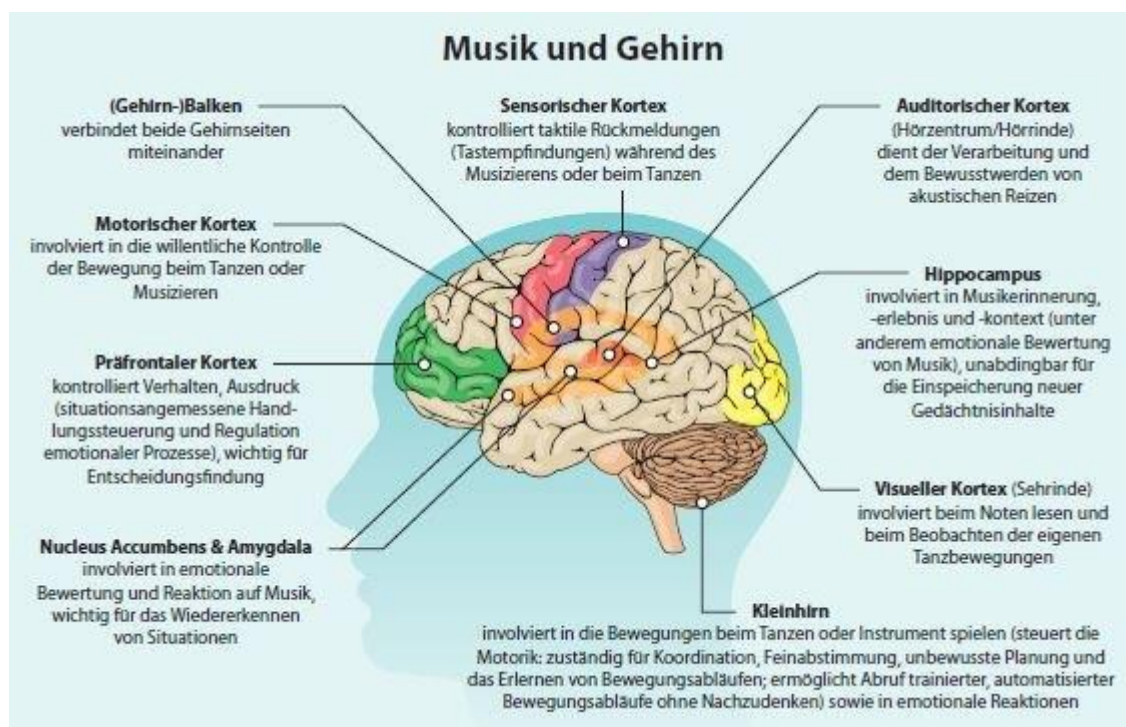 Musik und Gehirn
(Gehirn-)Balken
verbindet beide Gehirnseiten
miteinander
Sensorischer Kortex
kontrolliert taktile Rückmeldungen
(Tastempfindungen) während des
Musizierens oder beim Tanzen
Auditorischer Kortex
(Hörzentrum/Hörrinde)
dient der Verarbeitung und
dem Bewusstwerden von
akustischen Reizen
Motorischer Kortex
involviert in die willentliche Kontrolle
der Bewegung beim Tanzen oder
Musizieren
Hippocampus
involviert in Musikerinnerung,
-erlebnis und -kontext (unter
anderem emotionale Bewertung
von Musik), unabdingbar für
die Einspeicherung neuer
Gedächtnisinhalte
Präfrontaler Kortex
kontrolliert Verhalten, Ausdruck
(situationsangemessene Hand-
lungssteuerung und Regulation
emotionaler Prozesse), wichtig für
Entscheidungsfindung
Visueller Kortex (Sehrinde)
involviert beim Noten lesen und
beim Beobachten der eigenen
Tanzbewegungen
Nucleus Accumbens & Amygdala
involviert in emotionale
Bewertung und Reaktion auf Musik,
wichtig für das Wiedererkennen
von Situationen
Kleinhirn
involviert in die Bewegungen beim Tanzen oder Instrument spielen (steuert die
Motorik: zuständig für Koordination, Feinabstimmung, unbewusste Planung und
das Erlernen von Bewegungsabläufen; ermöglicht Abruf trainierter, automatisierter
Bewegungsabläufe ohne Nachzudenken) sowie in emotionale Reaktionen